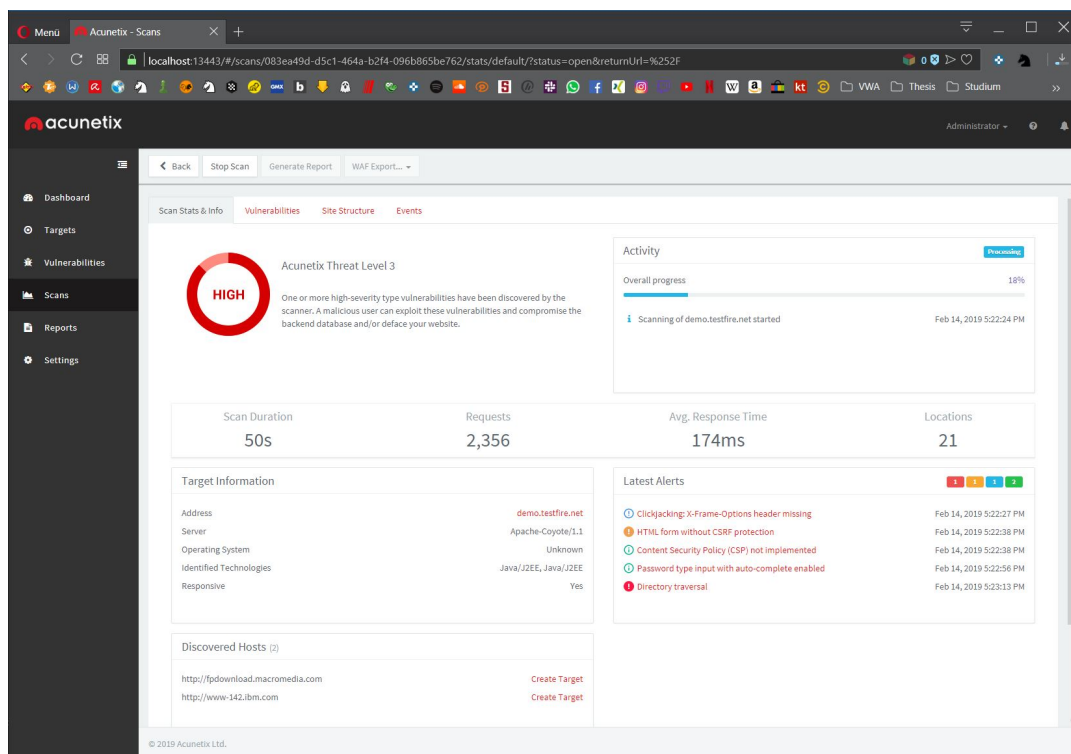 Menü Acunetix - Scans
localhost:13443/#/scans/083ea49d-d5c1-464a-b2f4-096b865be762/stats/default/?status=open&returnUrl=%252F 0
GMX b S f W a kt VWA Thesis Studium »
acunetix Administrator
Back Stop Scan Generate Report WAF Export...
Dashboard
Targets
Vulnerabilities
Scans
Reports
Settings
Scan Stats & Info Vulnerabilities Site Structure Events
HIGH
Acunetix Threat Level 3
One or more high-severity type vulnerabilities have been discovered by the
scanner. A malicious user can exploit these vulnerabilities and compromise the
backend database and/or deface your website.
Activity Processing
Overall progress 18%
Scanning of demo.testfire.net started Feb 14, 2019 5:22:24 PM
Scan Duration Requests Avg. Response Time Locations
50s 2,356 174ms 21
Target Information
Address demo.testfire.net
Server Apache-Coyote/1.1
Operating System Unknown
Identified Technologies Java/J2EE, Java/J2EE
Responsive Yes
Latest Alerts 1 1 1 2
Clickjacking: X-Frame-Options header missing Feb 14, 2019 5:22:27 PM
HTML form without CSRF protection Feb 14, 2019 5:22:38 PM
Content Security Policy (CSP) not implemented Feb 14, 2019 5:22:38 PM
Password type input with auto-complete enabled Feb 14, 2019 5:22:56 PM
Directory traversal Feb 14, 2019 5:23:13 PM
Discovered Hosts (2)
http://fpdownload.macromedia.com Create Target
http://www-142.ibm.com Create Target
© 2019 Acunetix Ltd.